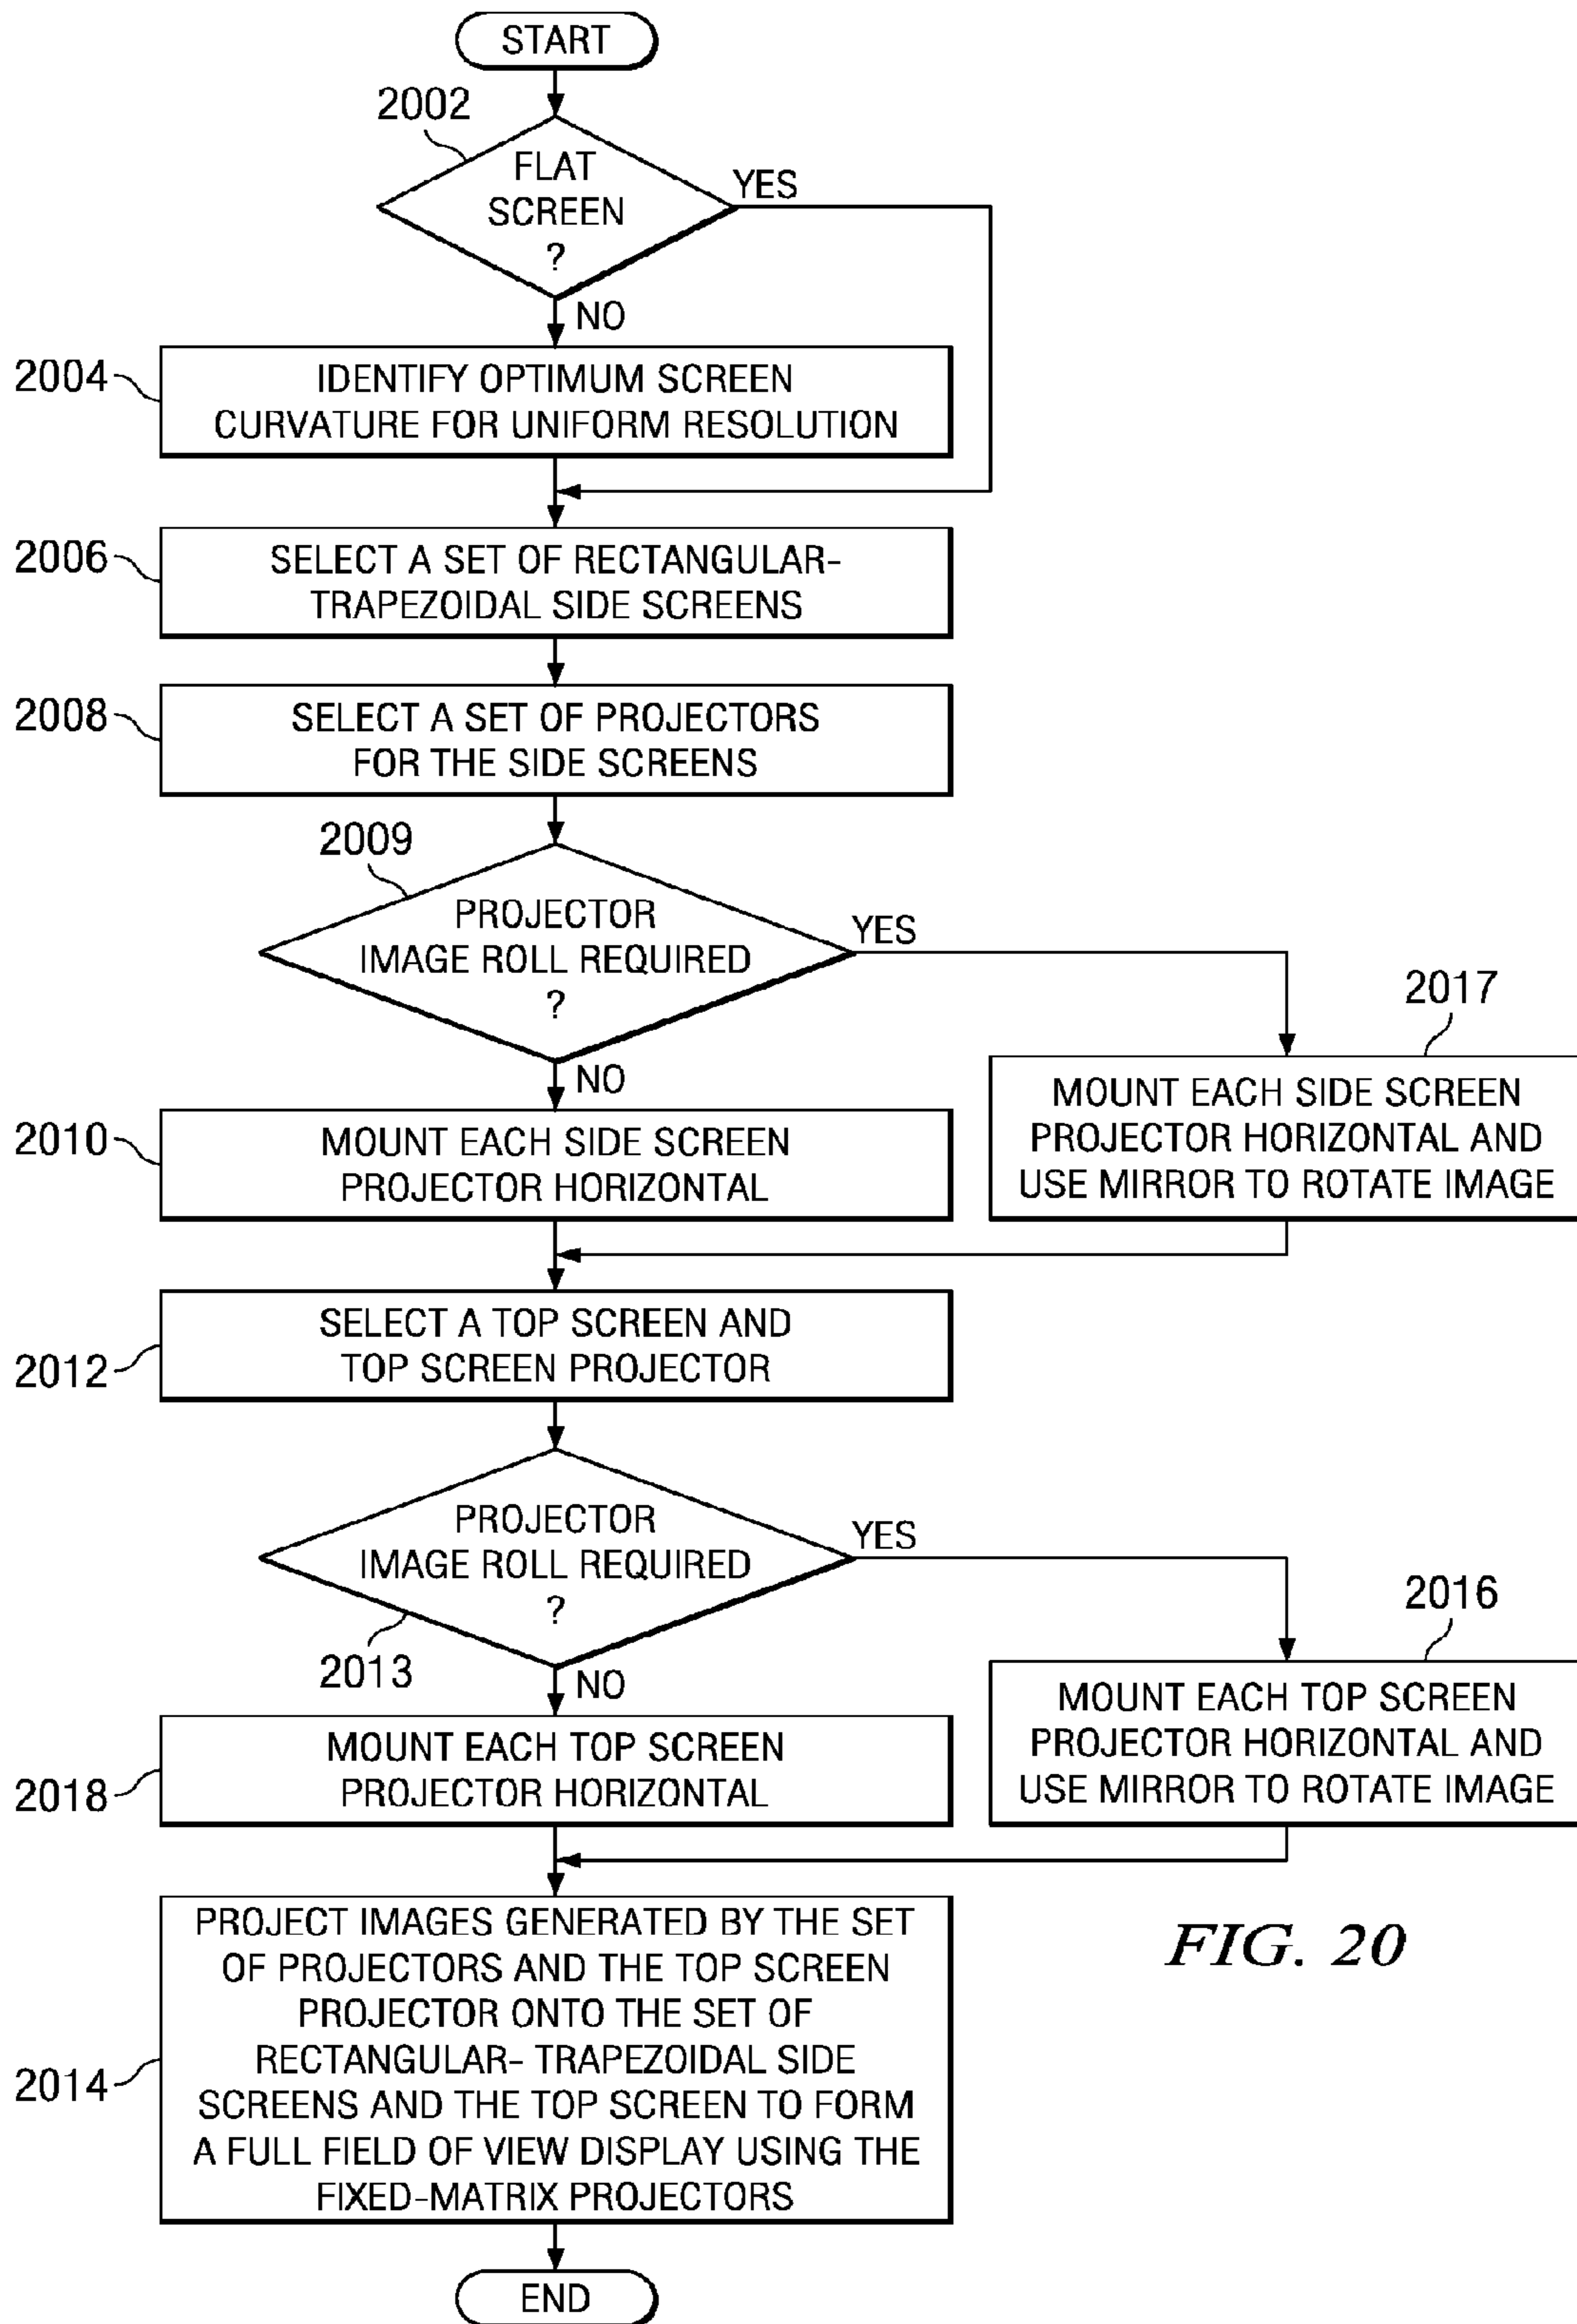 START
2002
FLAT
SCREEN
?
YES
NO
2004
IDENTIFY OPTIMUM SCREEN
CURVATURE FOR UNIFORM RESOLUTION
2006
SELECT A SET OF RECTANGULAR-
TRAPEZOIDAL SIDE SCREENS
2008
SELECT A SET OF PROJECTORS
FOR THE SIDE SCREENS
2009
PROJECTOR
IMAGE ROLL REQUIRED
?
YES
NO
2017
MOUNT EACH SIDE SCREEN
PROJECTOR HORIZONTAL AND
USE MIRROR TO ROTATE IMAGE
2010
MOUNT EACH SIDE SCREEN
PROJECTOR HORIZONTAL
2012
SELECT A TOP SCREEN AND
TOP SCREEN PROJECTOR
PROJECTOR
IMAGE ROLL REQUIRED
?
2013
YES
NO
2016
MOUNT EACH TOP SCREEN
PROJECTOR HORIZONTAL AND
USE MIRROR TO ROTATE IMAGE
2018
MOUNT EACH TOP SCREEN
PROJECTOR HORIZONTAL
2014
PROJECT IMAGES GENERATED BY THE SET
OF PROJECTORS AND THE TOP SCREEN
PROJECTOR ONTO THE SET OF
RECTANGULAR- TRAPEZOIDAL SIDE
SCREENS AND THE TOP SCREEN TO FORM
A FULL FIELD OF VIEW DISPLAY USING THE
FIXED-MATRIX PROJECTORS
FIG. 20
END